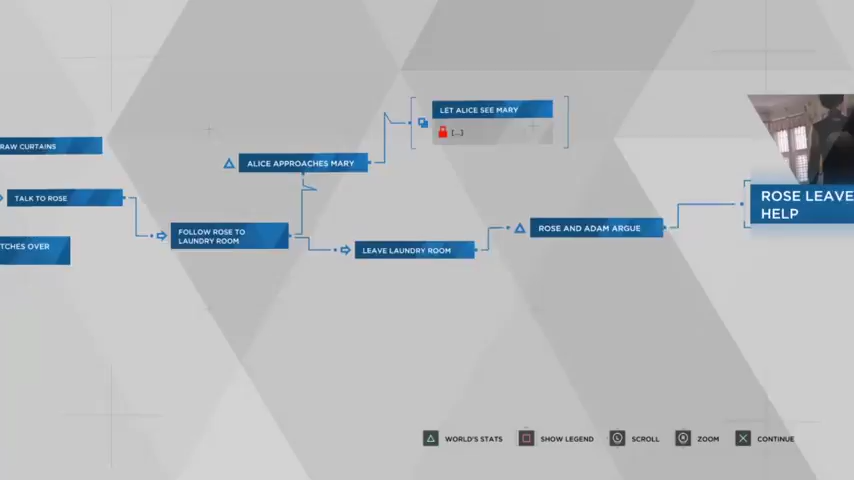 LET ALICE SEE MARY
[...]
RAW CURTAINS
ALICE APPROACHES MARY
TALK TO ROSE
ROSE LEAVE
HELP
FOLLOW ROSE TO
LAUNDRY ROOM
ROSE AND ADAM ARGUE
TCHES OVER
LEAVE LAUNDRY ROOM
WORLD'S STATS
SHOW LEGEND
L
SCROLL
R
ZOOM
CONTINUE